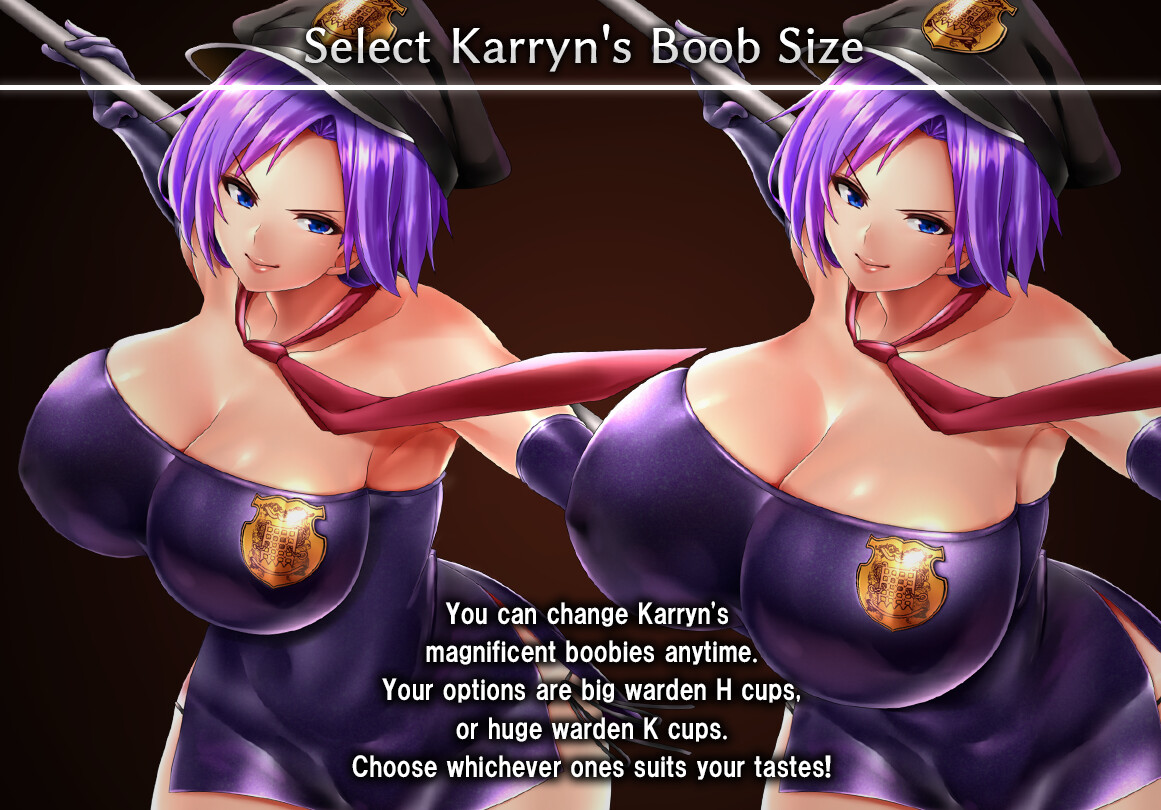 Select Karryn's Boob Size
You can change Karryn's
magnificent boobies anytime.
Your options are big warden H cups,
or huge warden K cups.
Choose whichever ones suits your tastes!